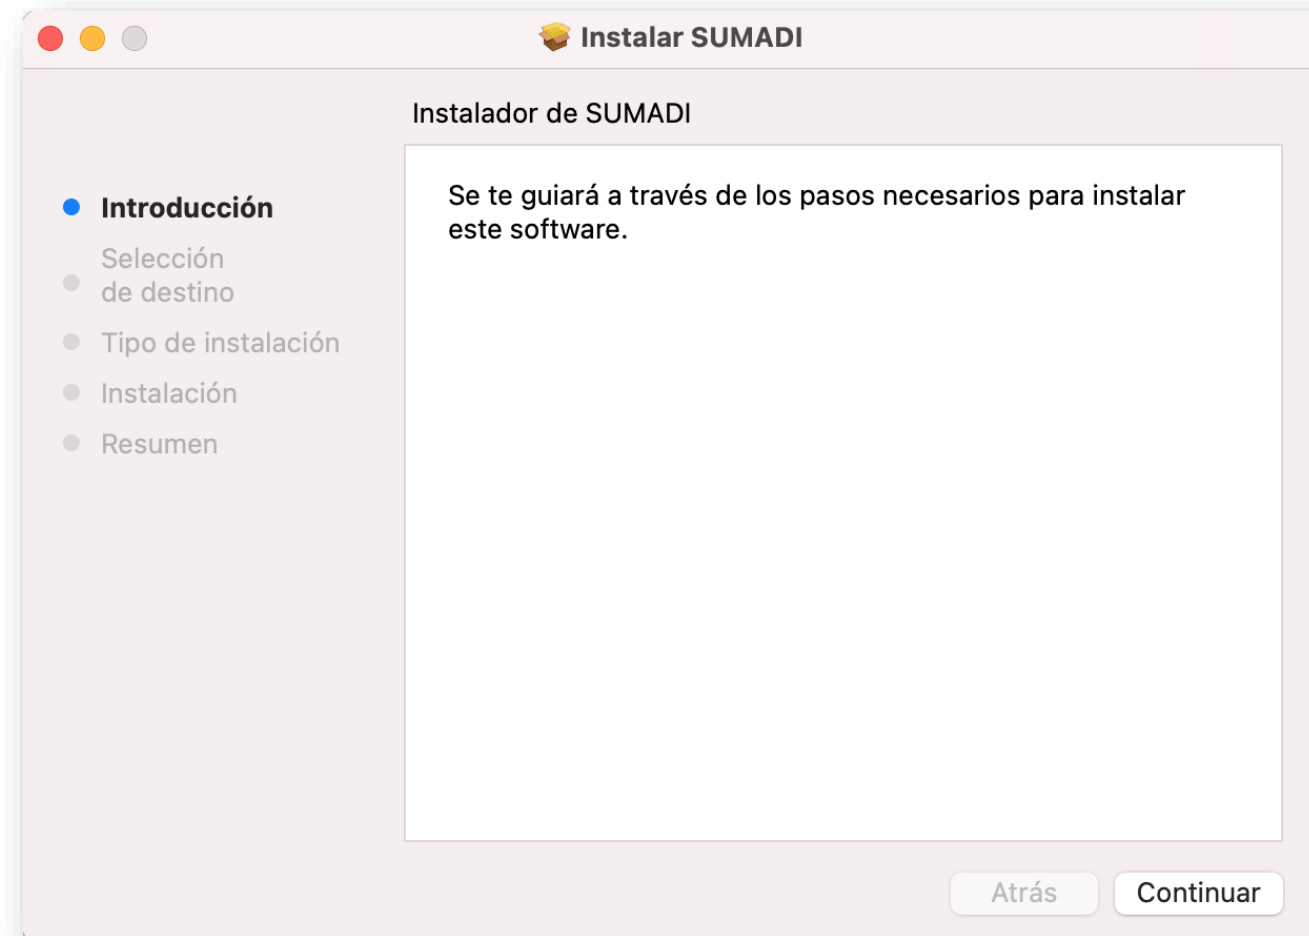 Instalar SUMADI
Instalador de SUMADI
Introducción
Selección
de destino
Tipo de instalación
Instalación
Resumen
Se te guiará a través de los pasos necesarios para instalar
este software.
Atrás
Continuar